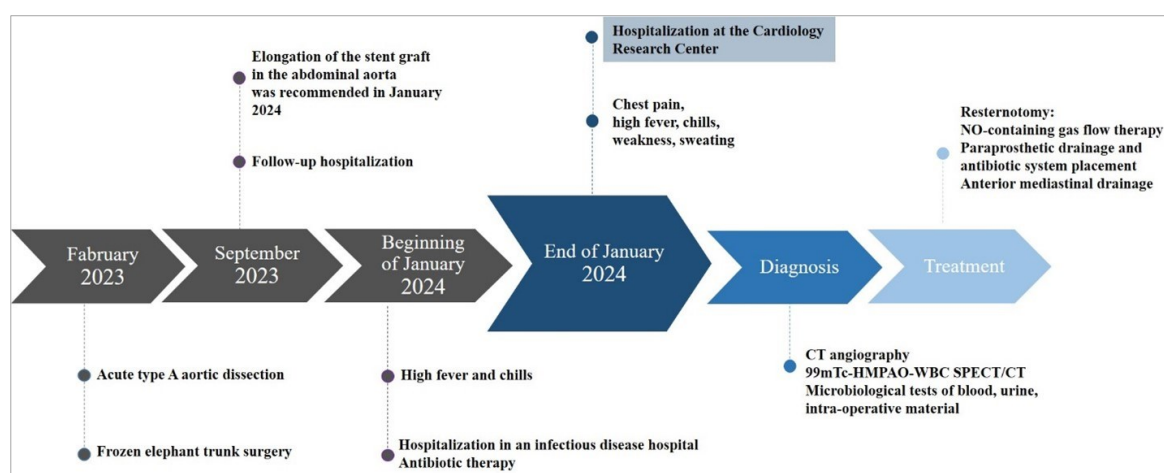 Elongation of the stent graft
in the abdominal aorta
was recommended in January
2024
Follow-up hospitalization
Hospitalization at the Cardiology
Research Center
Chest pain,
high fever, chills,
weakness, sweating
Resternotomy:
NO-containing gas flow therapy
Paraprosthetic drainage and
antibiotic system placement
Anterior mediastinal drainage
Fabruary
2023
September
2023
Beginning
of January
2024
End of January
2024
Diagnosis
Treatment
Acute type A aortic dissection
Frozen elephant trunk surgery
High fever and chills
Hospitalization in an infectious disease hospital
Antibiotic therapy
CT angiography
99mTc-HMPAO-WBC SPECT/CT
Microbiological tests of blood, urine,
intra-operative material